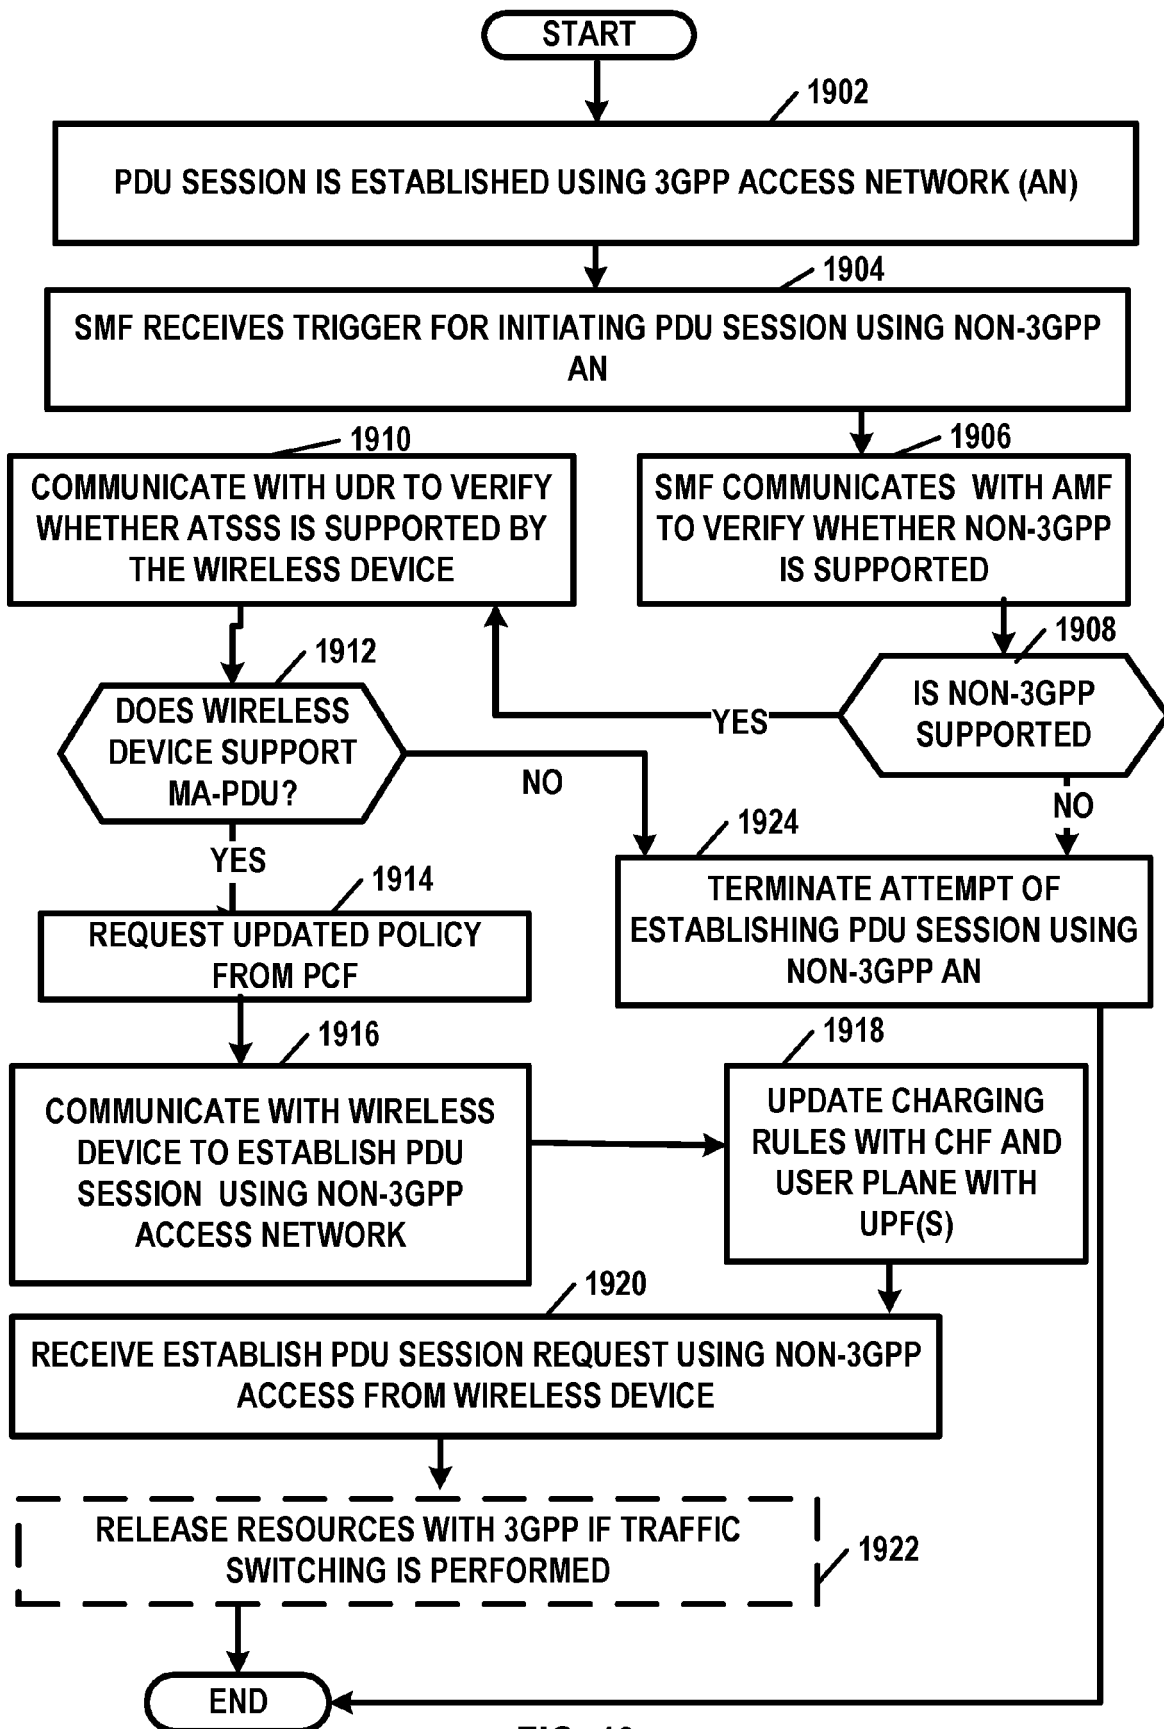 START
1902
PDU SESSION IS ESTABLISHED USING 3GPP ACCESS NETWORK (AN)
1904
SMF RECEIVES TRIGGER FOR INITIATING PDU SESSION USING NON-3GPP
AN
1910
COMMUNICATE WITH UDR TO VERIFY
WHETHER ATSSS IS SUPPORTED BY
THE WIRELESS DEVICE
1906
SMF COMMUNICATES WITH AMF
TO VERIFY WHETHER NON-3GPP
IS SUPPORTED
1908
IS NON-3GPP
SUPPORTED
YES
NO
1912
DOES WIRELESS
DEVICE SUPPORT
MA-PDU?
NO
YES
1924
TERMINATE ATTEMPT OF
ESTABLISHING PDU SESSION USING
NON-3GPP AN
1914
REQUEST UPDATED POLICY
FROM PCF
1916
COMMUNICATE WITH WIRELESS
DEVICE TO ESTABLISH PDU
SESSION USING NON-3GPP
ACCESS NETWORK
1918
UPDATE CHARGING
RULES WITH CHF AND
USER PLANE WITH
UPF(S)
1920
RECEIVE ESTABLISH PDU SESSION REQUEST USING NON-3GPP
ACCESS FROM WIRELESS DEVICE
RELEASE RESOURCES WITH 3GPP IF TRAFFIC
SWITCHING IS PERFORMED
1922
END